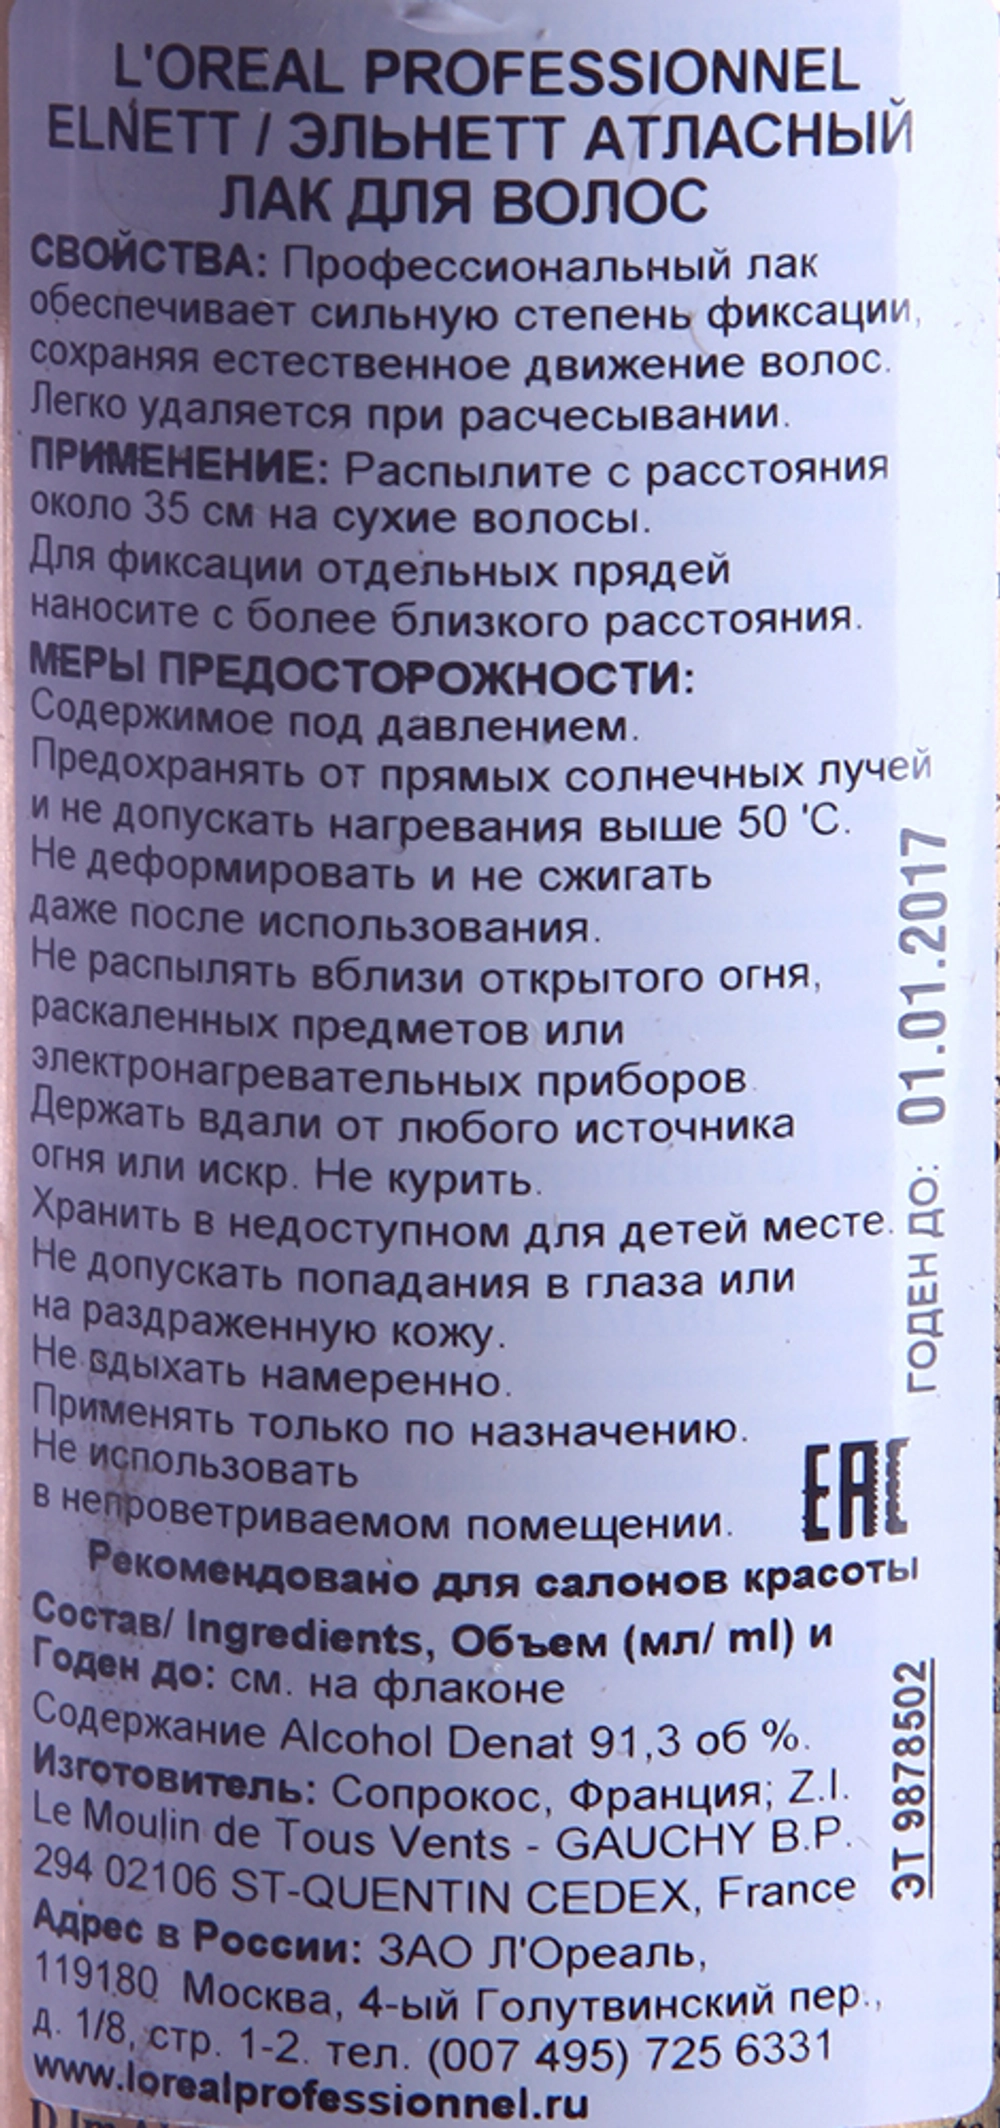 L'OREAL PROFESSIONNEL
ELNETT / ЭЛЬНЕТТ АТЛАСНЫЙ
ЛАК ДЛЯ ВОЛОС
СВОЙСТВА: Профессиональный лак
обеспечивает сильную степень фиксации,
сохраняя естественное движение волос.
Легко удаляется при расчесывании.
ПРИМЕНЕНИЕ: Распылите с расстояния
около 35 см на сухие волосы.
Для фиксации отдельных прядей
наносите с более близкого расстояния.
МЕРЫ ПРЕДОСТОРОЖНОСТИ:
Содержимое под давлением.
Предохранять от прямых солнечных лучей
и не допускать нагревания выше 50 'С.
Не деформировать и не сжигать
даже после использования.
Не распылять вблизи открытого огня,
раскаленных предметов или
электронагревательных приборов.
Держать вдали от любого источника
огня или искр. Не курить.
Хранить в недоступном для детей месте.
Не допускать попадания в глаза или
на раздраженную кожу.
Не вдыхать намеренно.
Применять только по назначению.
Не использовать
в непроветриваемом помещении.
Рекомендовано для салонов красоты
Состав/ Ingredients, Объем (мл/ ml) и
Годен до: см. на флаконе
Содержание Alcohol Denat 91,3 об %.
Изготовитель: Сопрокос, Франция; Z.I.
Le Moulin de Tous Vents - GAUCHY B.P.
294 02106 ST-QUENTIN CEDEX, France
Адрес в России: ЗАО Л'Ореаль,
119180 Москва, 4-ый Голутвинский пер.,
д. 1/8, стр. 1-2. тел. (007 495) 725 6331
www.lorealprofessionnel.ru
ГОДЕН ДО: 01.01.2017
EAC
ЭТ 9878502